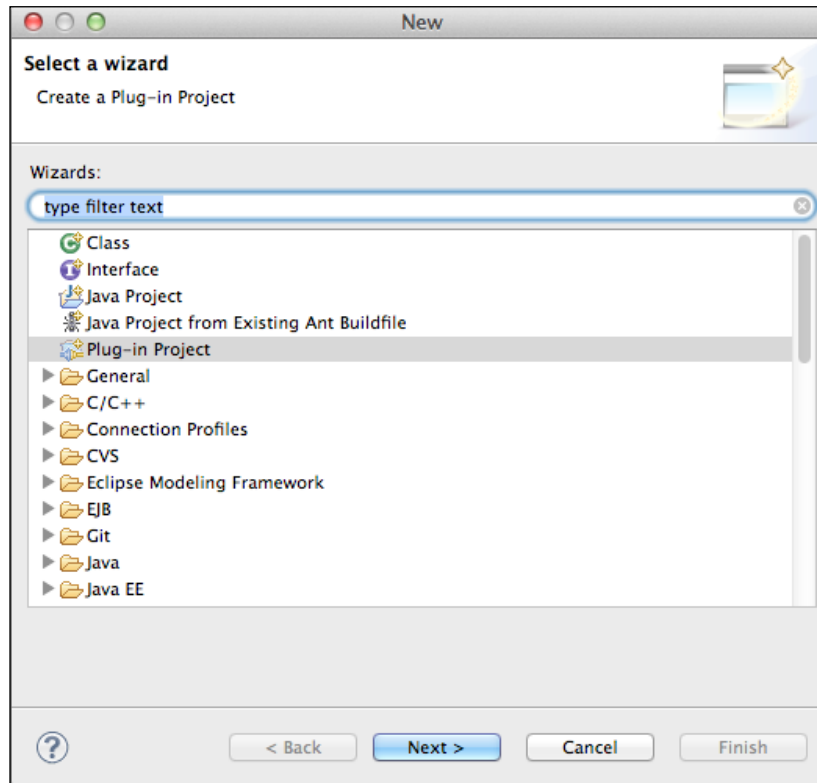 New
Select a wizard
Create a Plug-in Project
Wizards:
type filter text
Class
Interface
Java Project
Java Project from Existing Ant Buildfile
Plug-in Project
General
C/C++
Connection Profiles
CVS
Eclipse Modeling Framework
EJB
Git
Java
Java EE
? < Back Next > Cancel Finish